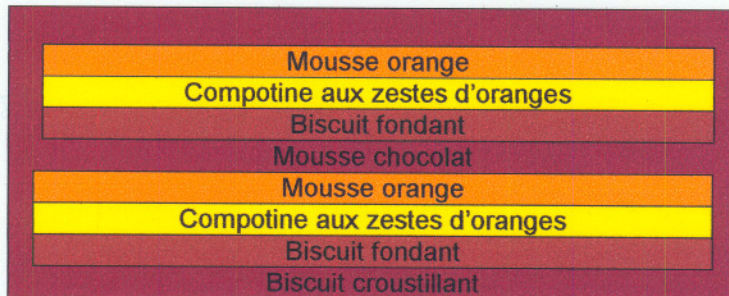 Mousse orange
Compotine aux zestes d'oranges
Biscuit fondant
Mousse chocolat
Mousse orange
Compotine aux zestes d'oranges
Biscuit fondant
Biscuit croustillant